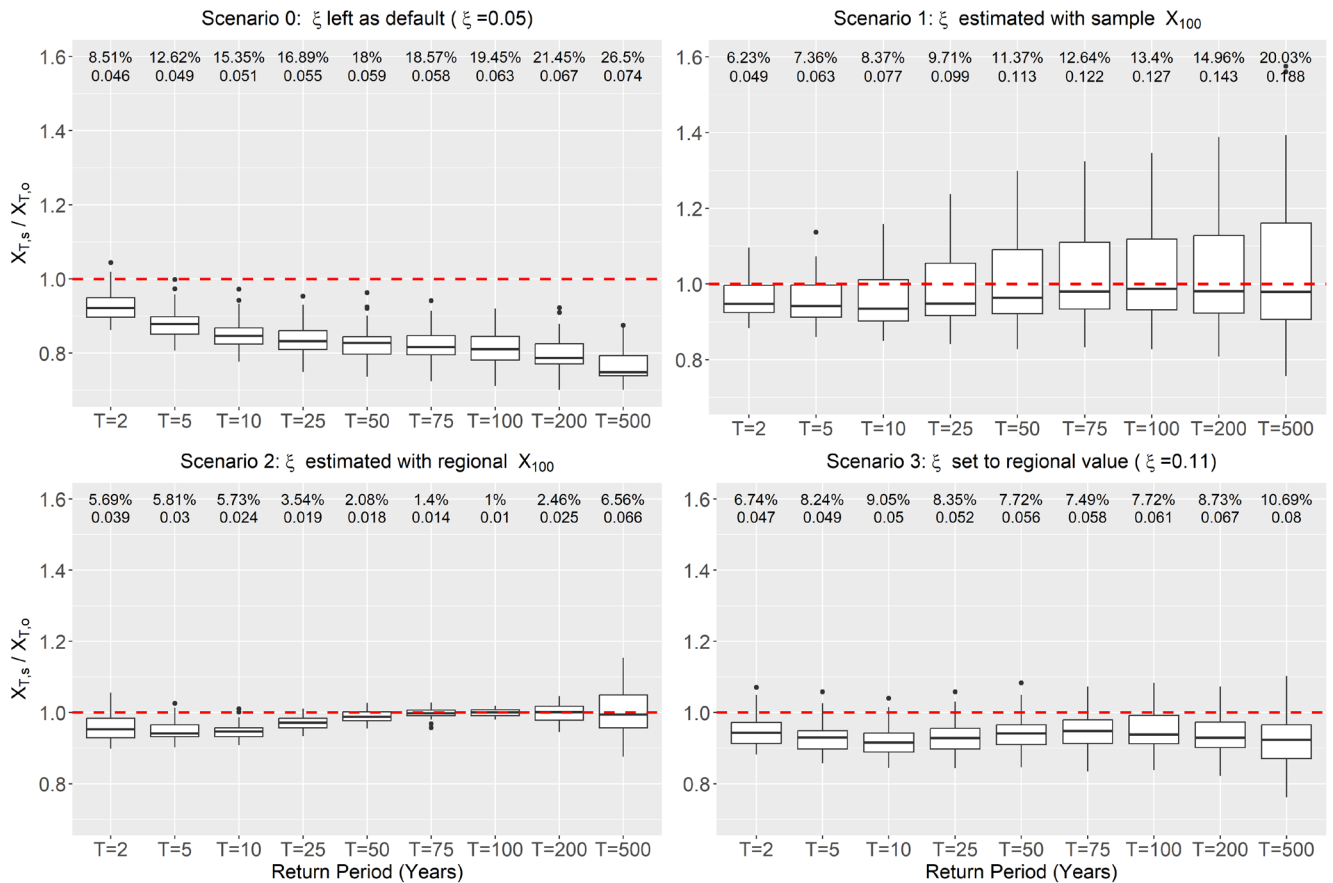 Scenario 0: ξ left as default ( ξ =0.05)
8.51% 12.62% 15.35% 16.89% 18% 18.57% 19.45% 21.45% 26.5%
0.046 0.049 0.051 0.055 0.059 0.058 0.063 0.067 0.074
1.6
1.4
1.2
1.0
0.8
X_T,s / X_T,o
T=2 T=5 T=10 T=25 T=50 T=75 T=100 T=200 T=500
Scenario 1: ξ estimated with sample X_100
6.23% 7.36% 8.37% 9.71% 11.37% 12.64% 13.4% 14.96% 20.03%
0.049 0.063 0.077 0.099 0.113 0.122 0.127 0.143 0.188
1.6
1.4
1.2
1.0
0.8
T=2 T=5 T=10 T=25 T=50 T=75 T=100 T=200 T=500
Scenario 2: ξ estimated with regional X_100
5.69% 5.81% 5.73% 3.54% 2.08% 1.4% 1% 2.46% 6.56%
0.039 0.03 0.024 0.019 0.018 0.014 0.01 0.025 0.066
1.6
1.4
1.2
1.0
0.8
X_T,s / X_T,o
T=2 T=5 T=10 T=25 T=50 T=75 T=100 T=200 T=500
Return Period (Years)
Scenario 3: ξ set to regional value ( ξ =0.11)
6.74% 8.24% 9.05% 8.35% 7.72% 7.49% 7.72% 8.73% 10.69%
0.047 0.049 0.05 0.052 0.056 0.058 0.061 0.067 0.08
1.6
1.4
1.2
1.0
0.8
T=2 T=5 T=10 T=25 T=50 T=75 T=100 T=200 T=500
Return Period (Years)